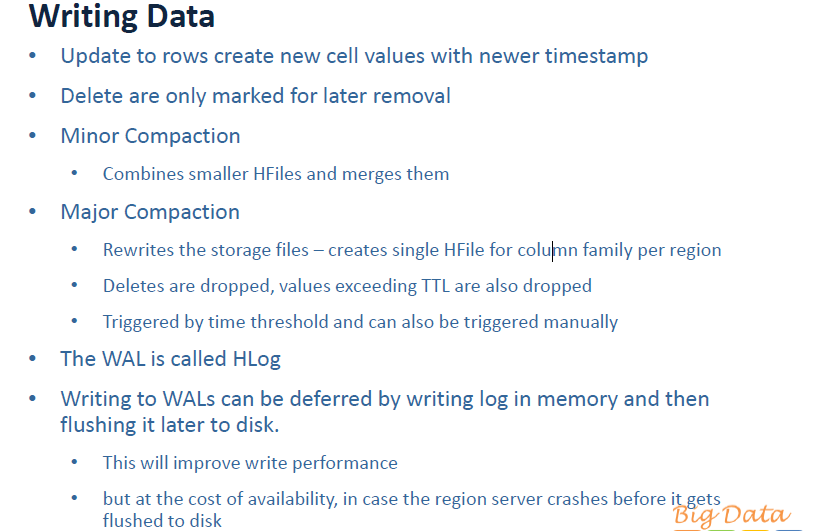 Writing Data
• Update to rows create new cell values with newer timestamp
• Delete are only marked for later removal
• Minor Compaction
• Combines smaller HFiles and merges them
• Major Compaction
• Rewrites the storage files – creates single HFile for column family per region
• Deletes are dropped, values exceeding TTL are also dropped
• Triggered by time threshold and can also be triggered manually
• The WAL is called HLog
• Writing to WALs can be deferred by writing log in memory and then
flushing it later to disk.
• This will improve write performance
• but at the cost of availability, in case the region server crashes before it gets
flushed to disk
Big Data